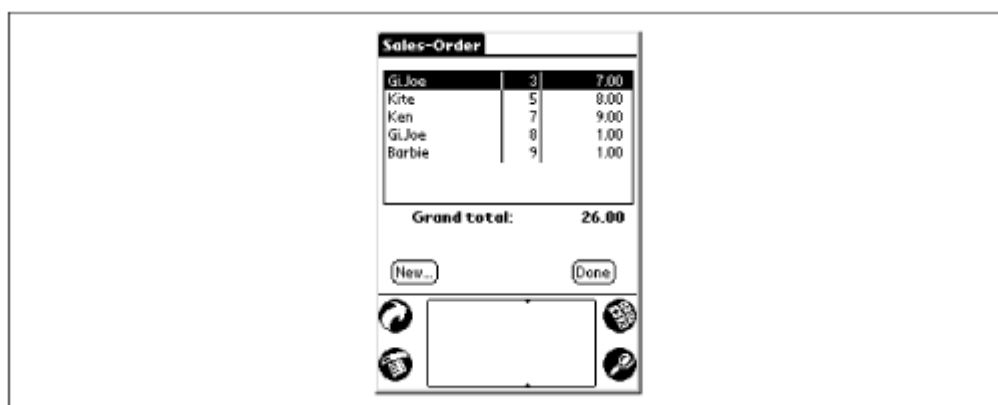 Sales-Order
GI.Joe 3 7.00
Kite 5 8.00
Ken 7 9.00
GI.Joe 8 1.00
Barbie 9 1.00
Grand total: 26.00
New... Done